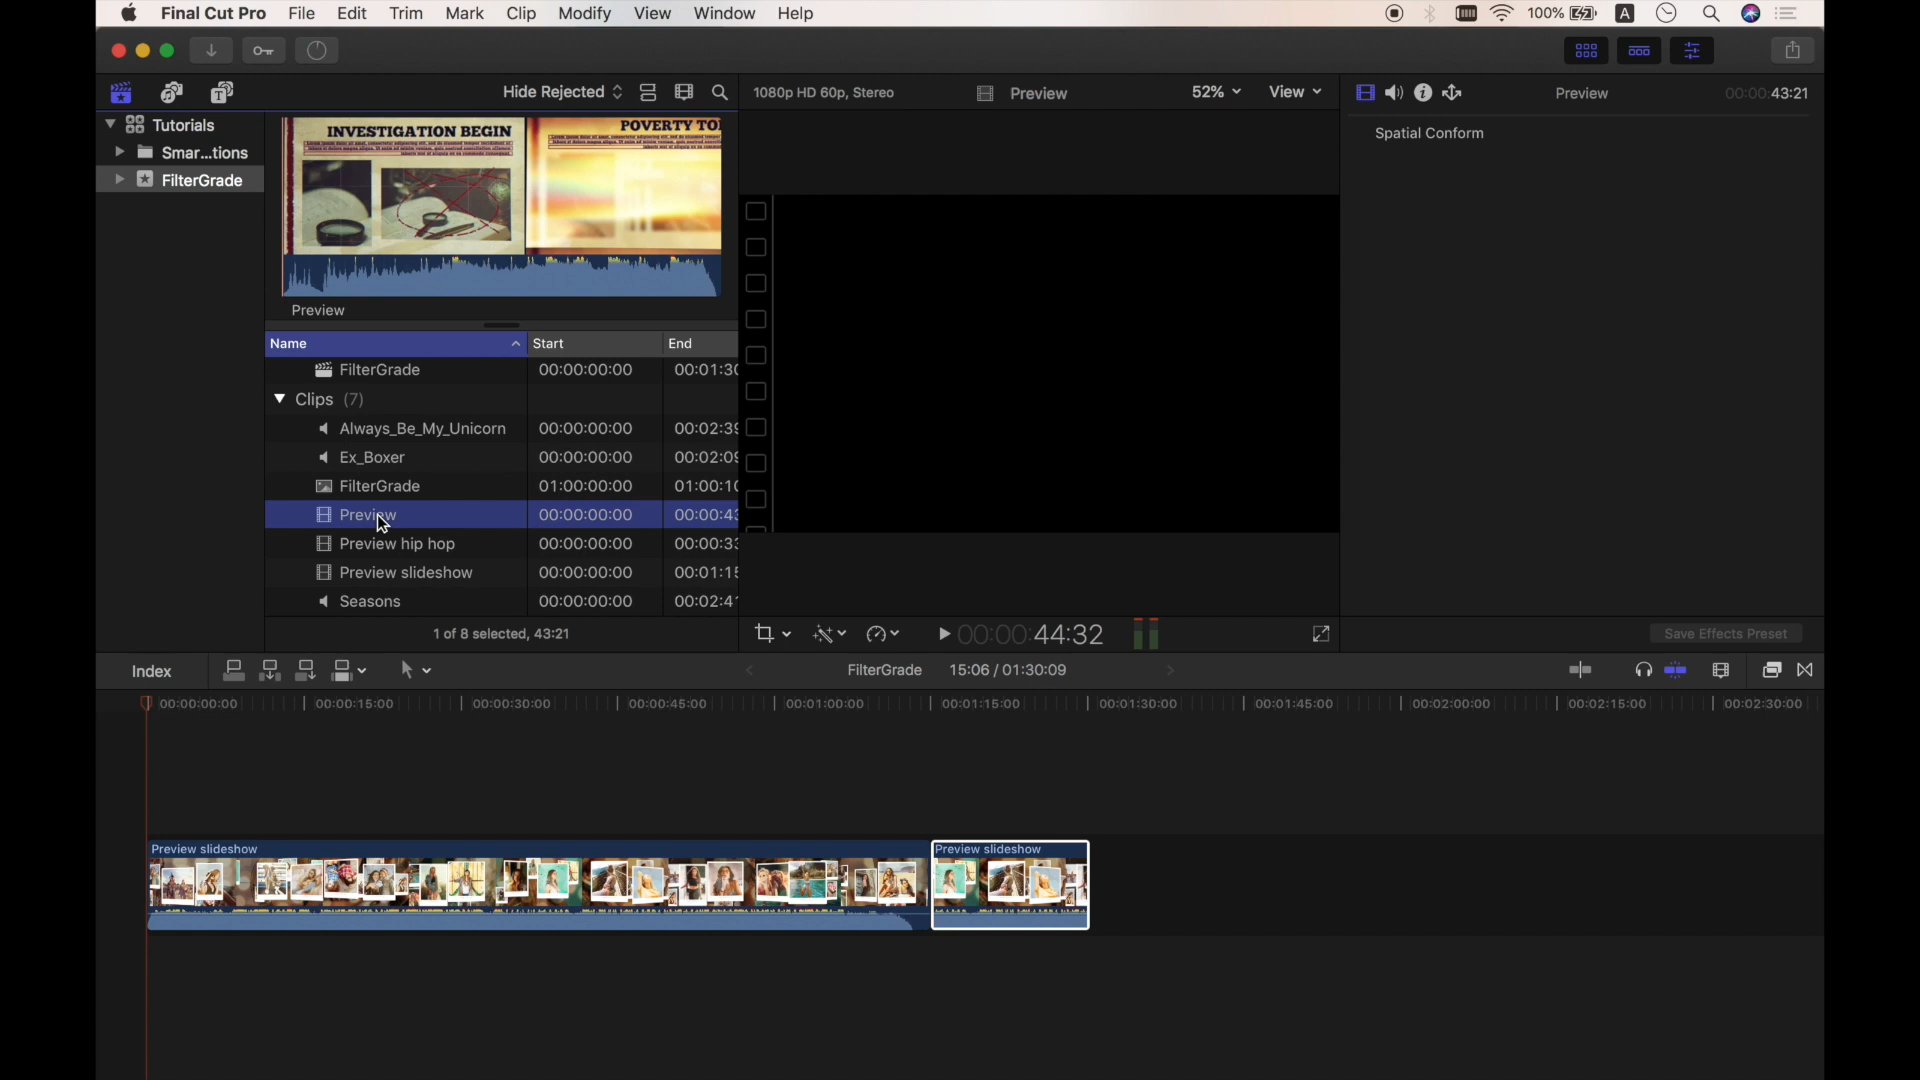 Final Cut Pro File Edit Trim Mark Clip Modify View Window Help 100% A
Hide Rejected 1080p HD 60p, Stereo Preview 52% View Preview 00:00:43:21
Tutorials
Smar...tions
FilterGrade
INVESTIGATION BEGIN
POVERTY TO
Preview
Spatial Conform
Name Start End
FilterGrade 00:00:00:00 00:01:30
Clips (7)
Always_Be_My_Unicorn 00:00:00:00 00:02:39
Ex_Boxer 00:00:00:00 00:02:09
FilterGrade 01:00:00:00 01:00:10
Preview 00:00:00:00 00:00:43
Preview hip hop 00:00:00:00 00:00:33
Preview slideshow 00:00:00:00 00:01:15
Seasons 00:00:00:00 00:02:41
1 of 8 selected, 43:21
00:00:44:32
Save Effects Preset
Index FilterGrade 15:06 / 01:30:09
00:00:00:00 00:00:15:00 00:00:30:00 00:00:45:00 00:01:00:00 00:01:15:00 00:01:30:00 00:01:45:00 00:02:00:00 00:02:15:00 00:02:30:00
Preview slideshow Preview slideshow